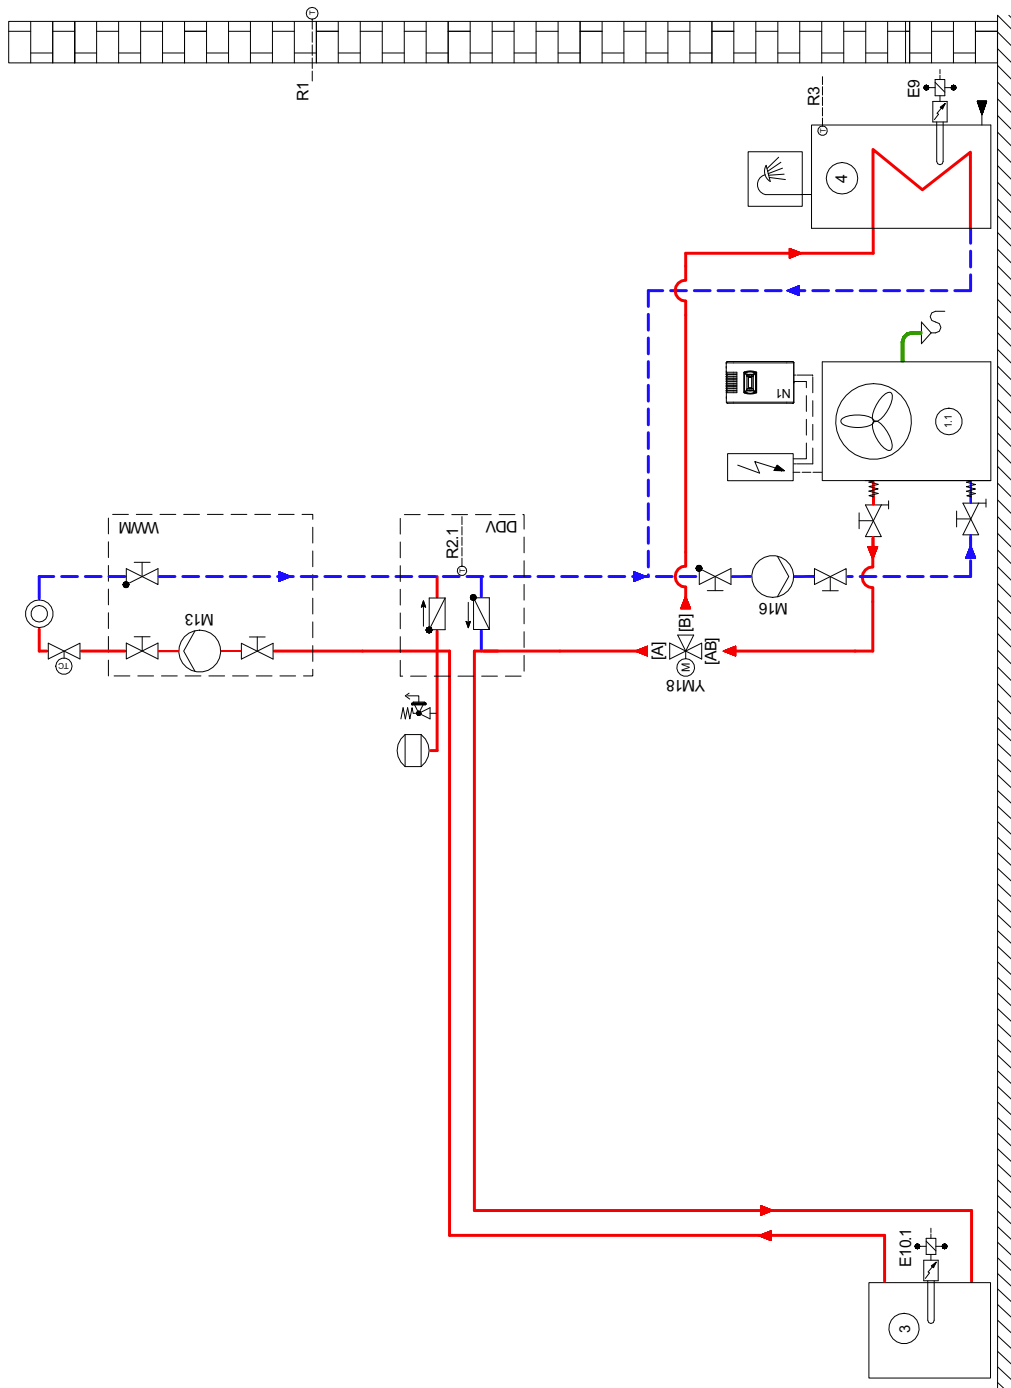 R1
T
E9
R3
T
4
N1
1.1
WWM
DDV
R2.1
T
M13
TC
M16
[B]
[A]
[AB]
M
YM18
E10.1
3